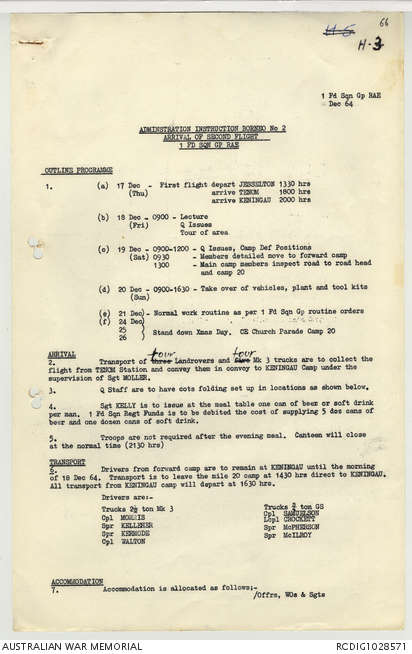 66
H-5
H-3
1 Fd Sqn Gp RAE
Dec 64
ADMINSTRATION INSTRUCTION BORNEO No 2
ARRIVAL OF SECOND FLIGHT
1 FD SQN GP RAE
OUTLINE PROGRAMME
1. (a) 17 Dec - First flight depart JESSELTON 1330 hrs
(Thu) arrive TENOM 1800 hrs
arrive KENINGAU 2000 hrs
(b) 18 Dec - 0900 - Lecture
(Fri) Q Issues
Tour of area
(c) 19 Dec - 0900-1200 - Q Issues, Camp Def Positions
(Sat) 0930 - Members detailed move to forward camp
1300 - Main camp members inspect road to road head
and camp 20
(d) 20 Dec - 0900-1630 - Take over of vehicles, plant and tool kits
(Sun)
(e) 21 Dec - Normal work routine as per 1 Fd Sqn Gp routine orders
(f) 24 Dec)
25 ) Stand down Xmas Day. CE Church Parade Camp 20
26 )
ARRIVAL
four four
2. Transport of three Landrovers and Mk 3 trucks are to collect the
flight from TENOM Station and convey them in convoy to KENINGAU Camp under the
supervision of Sgt MOLLER.
3. Q Staff are to have cots folding set up in locations as shown below.
4. Sgt KELLY is to issue at the meal table one can of beer or soft drink
per man. 1 Fd Sqn Regt Funds is to be debited the cost of supplying 5 dos cans of
beer and one dozen cans of soft drink.
5. Troops are not required after the evening meal. Canteen will close
at the normal time (2130 hrs)
TRANSPORT
6. Drivers from forward camp are to remain at KENINGAU until the morning
of 18 Dec 64. Transport is to leave the mile 20 camp at 1430 hrs direct to KENINGAU.
All transport from KENINGAU camp will depart at 1630 hrs.
Drivers are:-
Trucks 2½ ton Mk 3 Trucks ¾ ton GS
Cpl MORRIS Cpl SAMUELSON
Spr KELLENER Lcpl CROCKETT
Spr KERMODE Spr McPHERSON
Cpl WALTON Spr McILROY
ACCOMMODATION
7. Accommodation is allocated as follows;-
/Offrs, WOs & Sgts
AUSTRALIAN WAR MEMORIAL RCDIG1028571